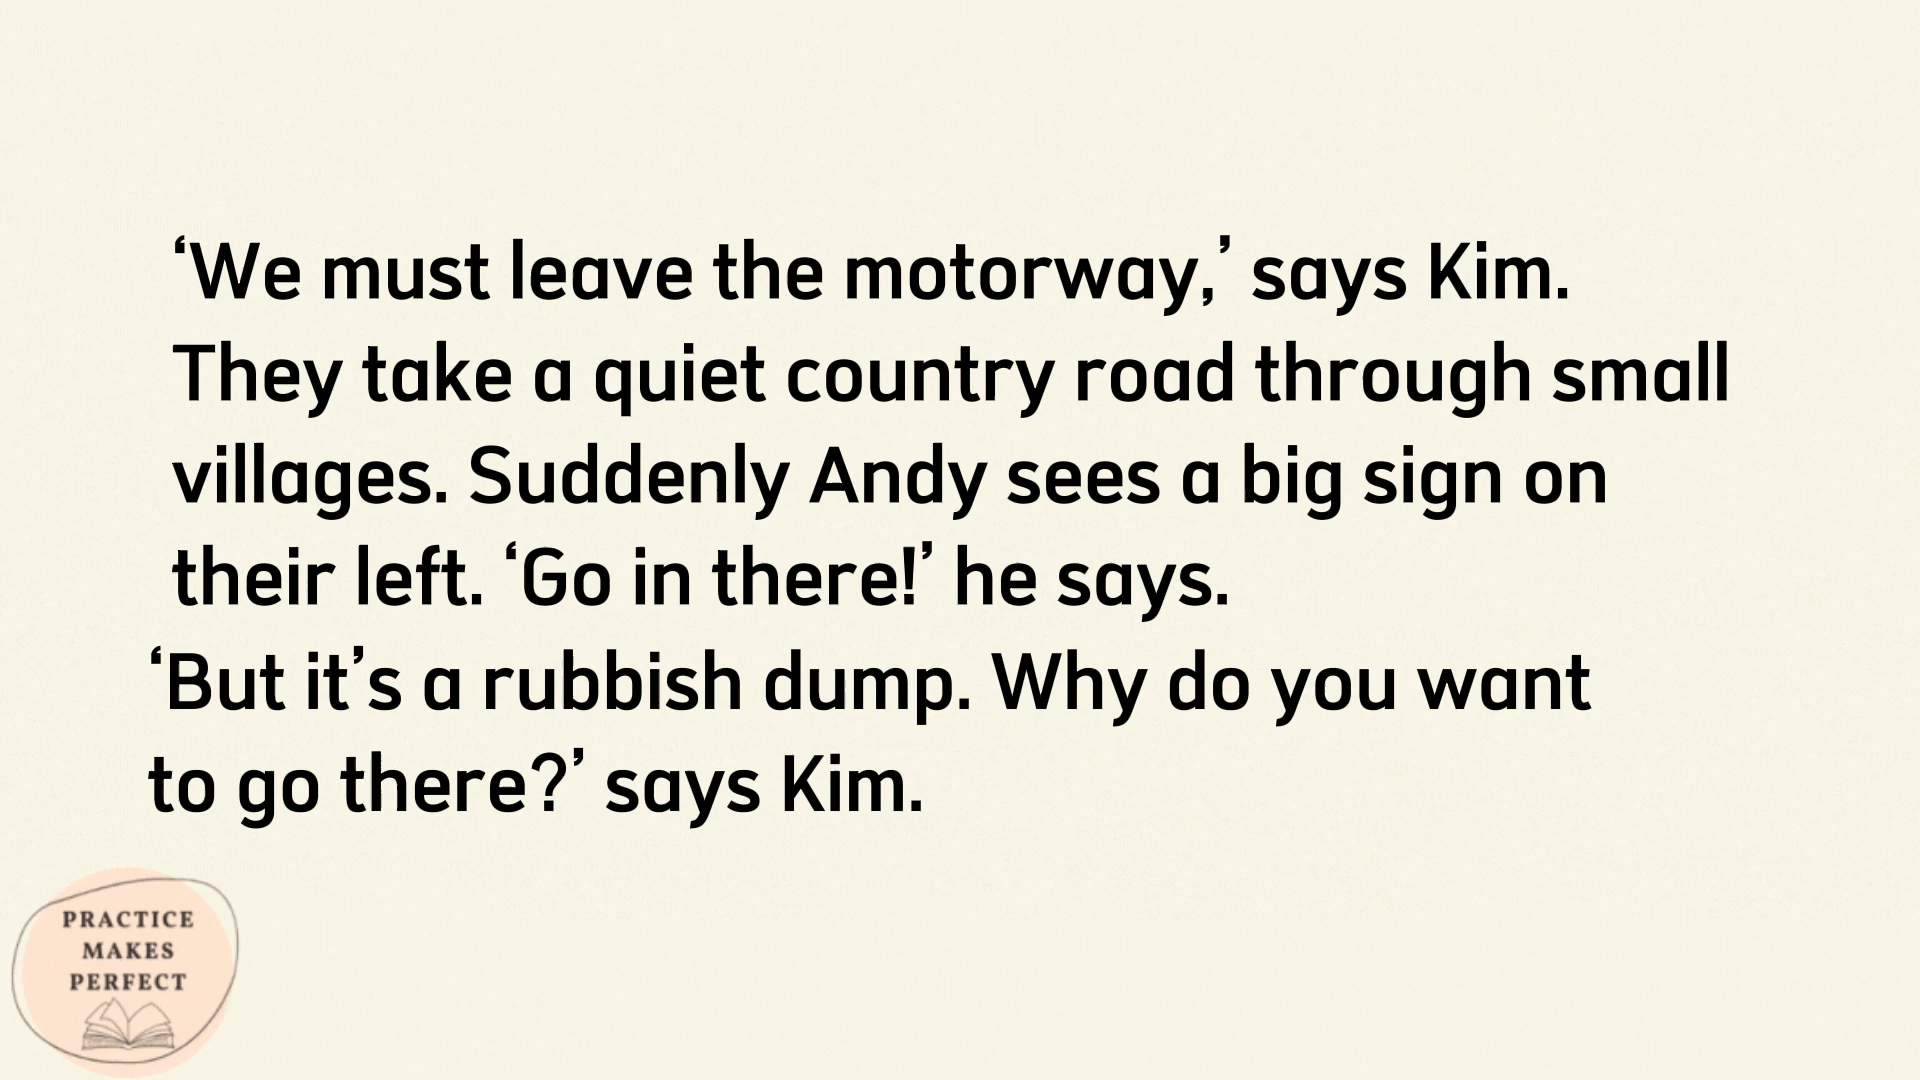 ‘We must leave the motorway,’ says Kim.
They take a quiet country road through small
villages. Suddenly Andy sees a big sign on
their left. ‘Go in there!’ he says.
‘But it’s a rubbish dump. Why do you want
to go there?’ says Kim.
PRACTICE
MAKES
PERFECT